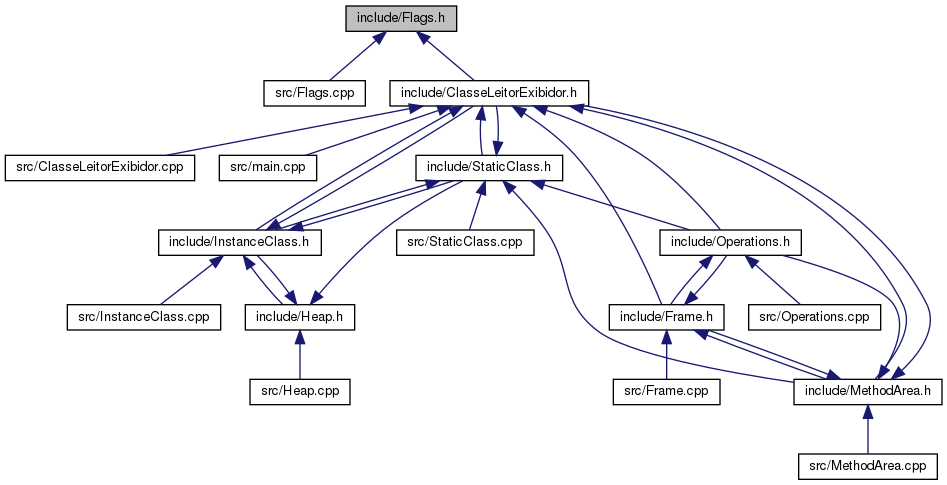 include/Flags.h
src/Flags.cpp
include/ClasseLeitorExibidor.h
src/ClasseLeitorExibidor.cpp
src/main.cpp
include/StaticClass.h
include/InstanceClass.h
src/StaticClass.cpp
include/Operations.h
src/InstanceClass.cpp
include/Heap.h
include/Frame.h
src/Operations.cpp
src/Heap.cpp
src/Frame.cpp
include/MethodArea.h
src/MethodArea.cpp